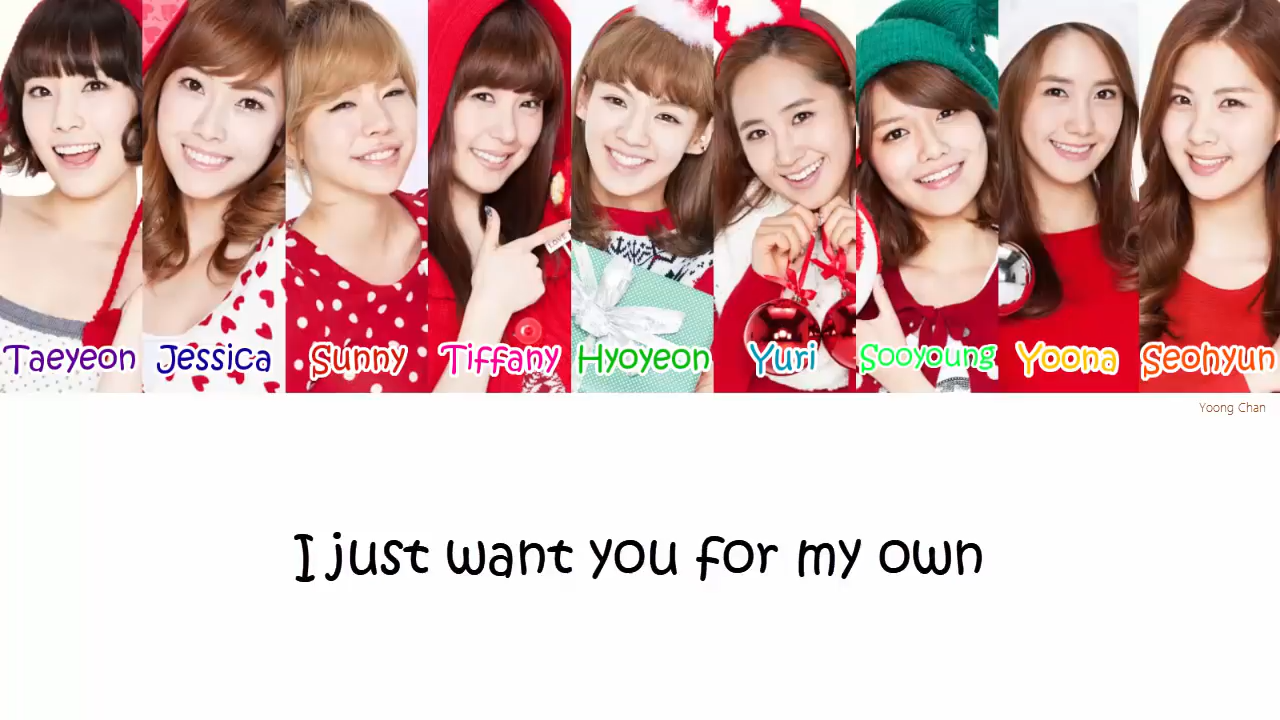 Taeyeon Jessica Sunny Tiffany Hyoyeon Yuri Sooyoung Yoona Seohyun
Yoong Chan
I just want you for my own